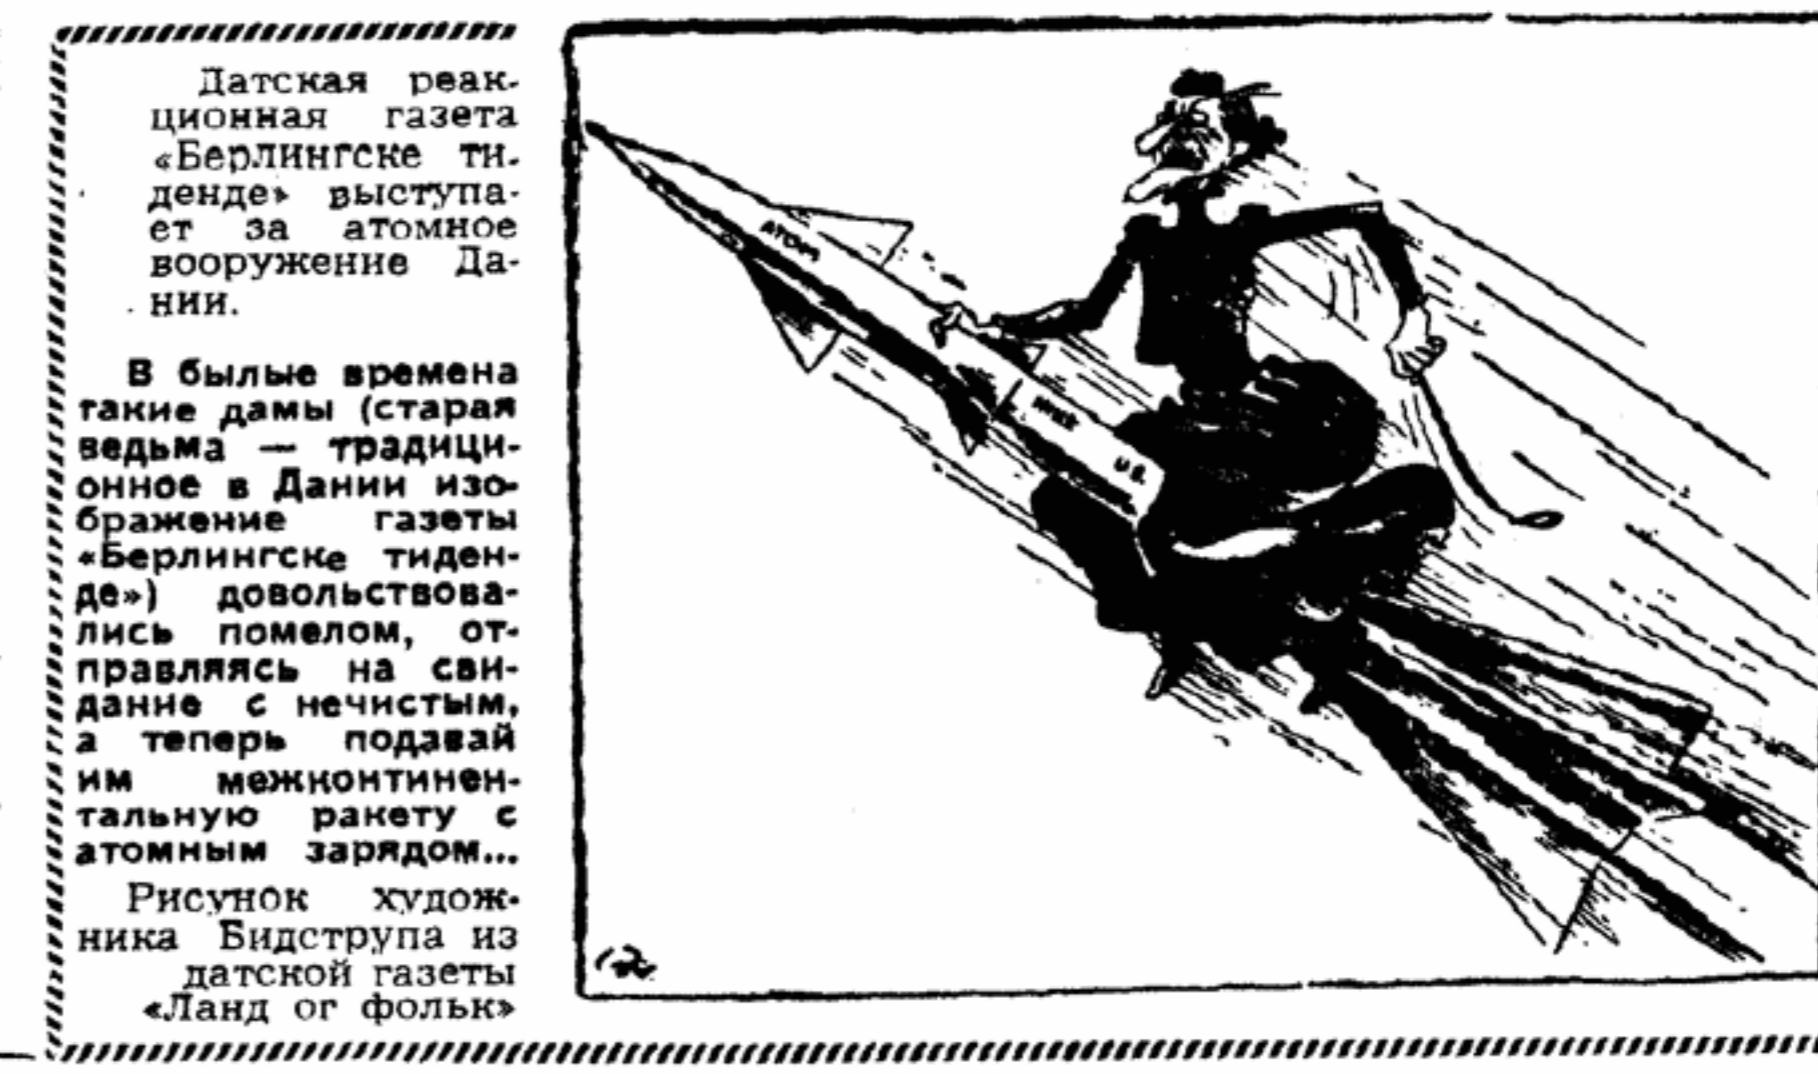 Датская реак-
ционная газета
«Берлингске ти-
денде» выступа-
ет за атомное
вооружение Да-
нии.
В былые времена
такие дамы (старая
ведьма — традици-
онное в Дании изо-
бражение газеты
«Берлингске тиден-
де») довольствова-
лись помелом, от-
правляясь на сви-
дание с нечистым,
а теперь подавай
им межконтинен-
тальную ракету с
атомным зарядом...
Рисунок худож-
ника Бидструпа из
датской газеты
«Ланд ог фольк»
ATOM
U.S.